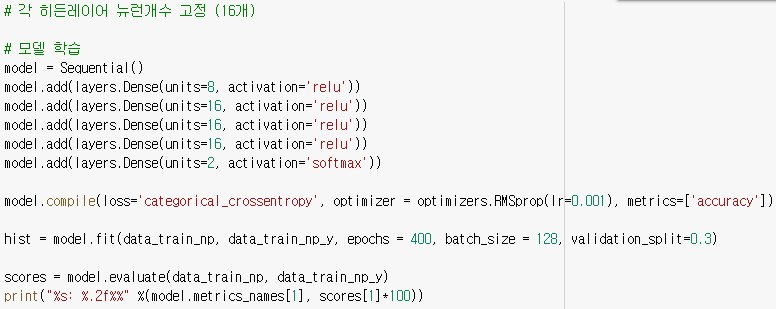 # 각 히든레이어 뉴런개수 고정 (16개)
# 모델 학습
model = Sequential()
model.add(layers.Dense(units=8, activation='relu'))
model.add(layers.Dense(units=16, activation='relu'))
model.add(layers.Dense(units=16, activation='relu'))
model.add(layers.Dense(units=16, activation='relu'))
model.add(layers.Dense(units=2, activation='softmax'))
model.compile(loss='categorical_crossentropy', optimizer = optimizers.RMSprop(lr=0.001), metrics=['accuracy'])
hist = model.fit(data_train_np, data_train_np_y, epochs = 400, batch_size = 128, validation_split=0.3)
scores = model.evaluate(data_train_np, data_train_np_y)
print("%s: %.2f%%" %(model.metrics_names[1], scores[1]*100))